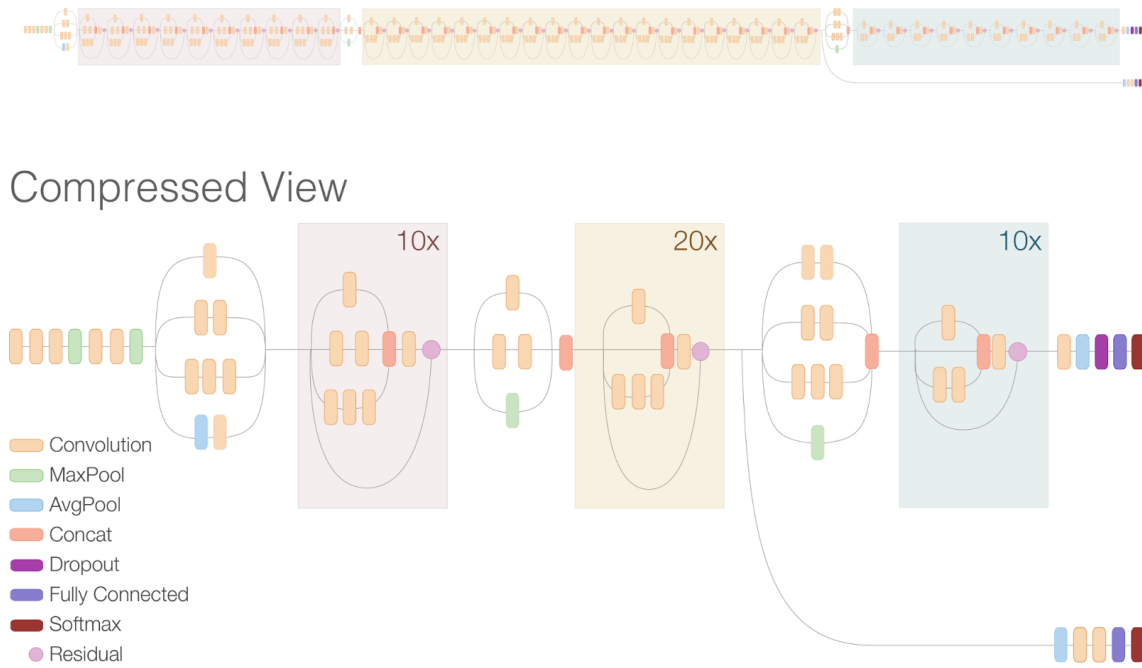 Compressed View
10x
20x
10x
Convolution
MaxPool
AvgPool
Concat
Dropout
Fully Connected
Softmax
Residual